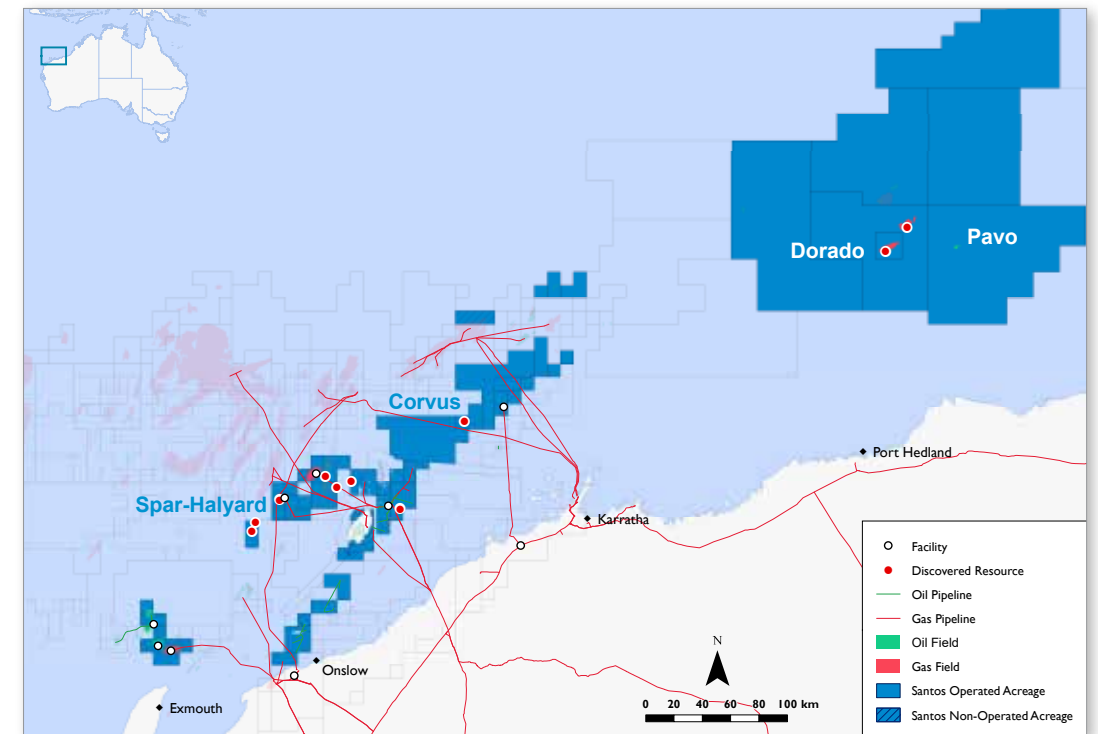 Dorado
Pavo
Corvus
Spar-Halyard
Port Hedland
Karratha
Onslow
Exmouth
N
0 20 40 60 80 100 km
Facility
Discovered Resource
Oil Pipeline
Gas Pipeline
Oil Field
Gas Field
Santos Operated Acreage
Santos Non-Operated Acreage